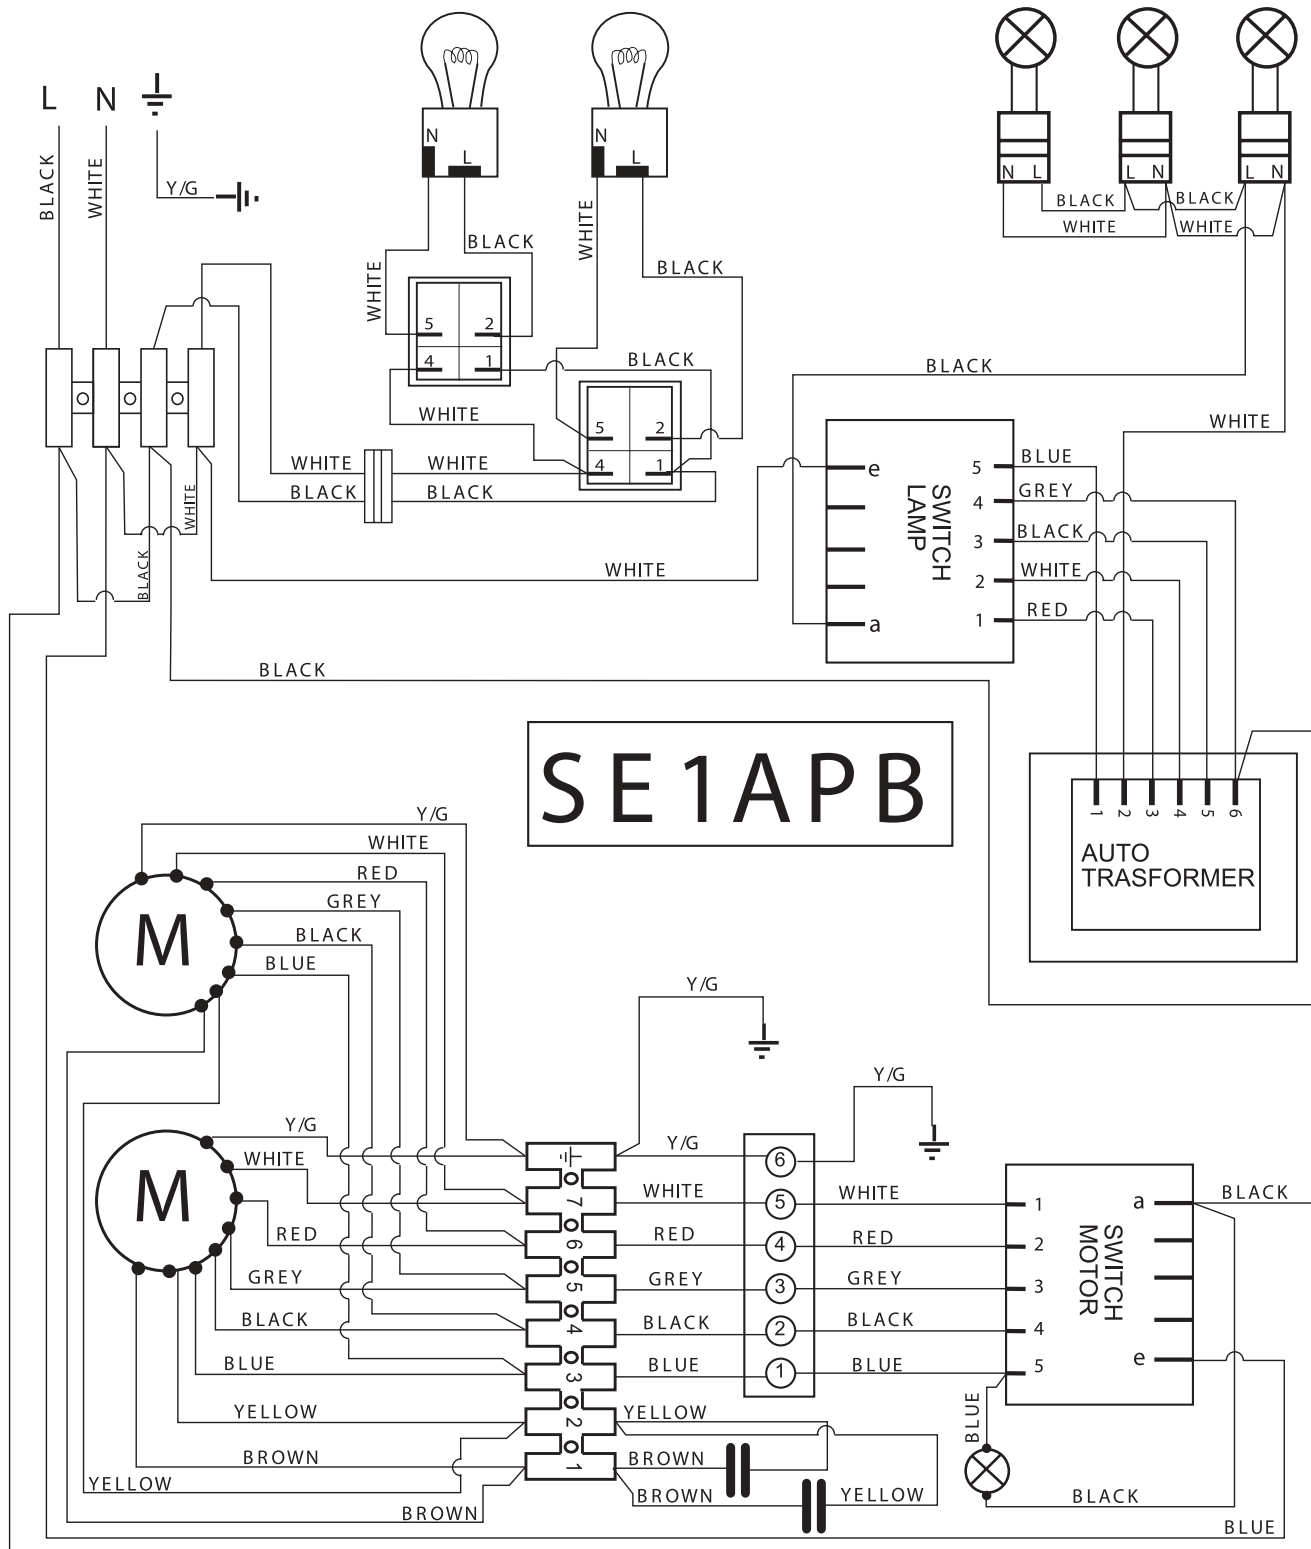 L N
BLACK
WHITE
Y/G
N L
N L
N L
L N
L N
BLACK
BLACK
WHITE
WHITE
WHITE
BLACK
WHITE
BLACK
5 2
4 1
BLACK
WHITE
5 2
4 1
BLACK
WHITE
WHITE WHITE
BLACK BLACK
WHITE
BLACK
WHITE
BLACK
e
a
SWITCH
LAMP
5
4
3
2
1
BLUE
GREY
BLACK
WHITE
RED
SE1APB
1 2 3 4 5 6
AUTO
TRASFORMER
Y/G
WHITE
RED
GREY
BLACK
BLUE
M
Y/G
Y/G
Y/G
WHITE
RED
GREY
BLACK
BLUE
YELLOW
BROWN
YELLOW
BROWN
M
7
6
5
4
3
2
1
Y/G
WHITE
RED
GREY
BLACK
BLUE
YELLOW
BROWN
BROWN
YELLOW
6
5
4
3
2
1
WHITE
RED
GREY
BLACK
BLUE
1
2
3
4
5
SWITCH
MOTOR
a
e
BLACK
BLUE
BLACK
BLUE